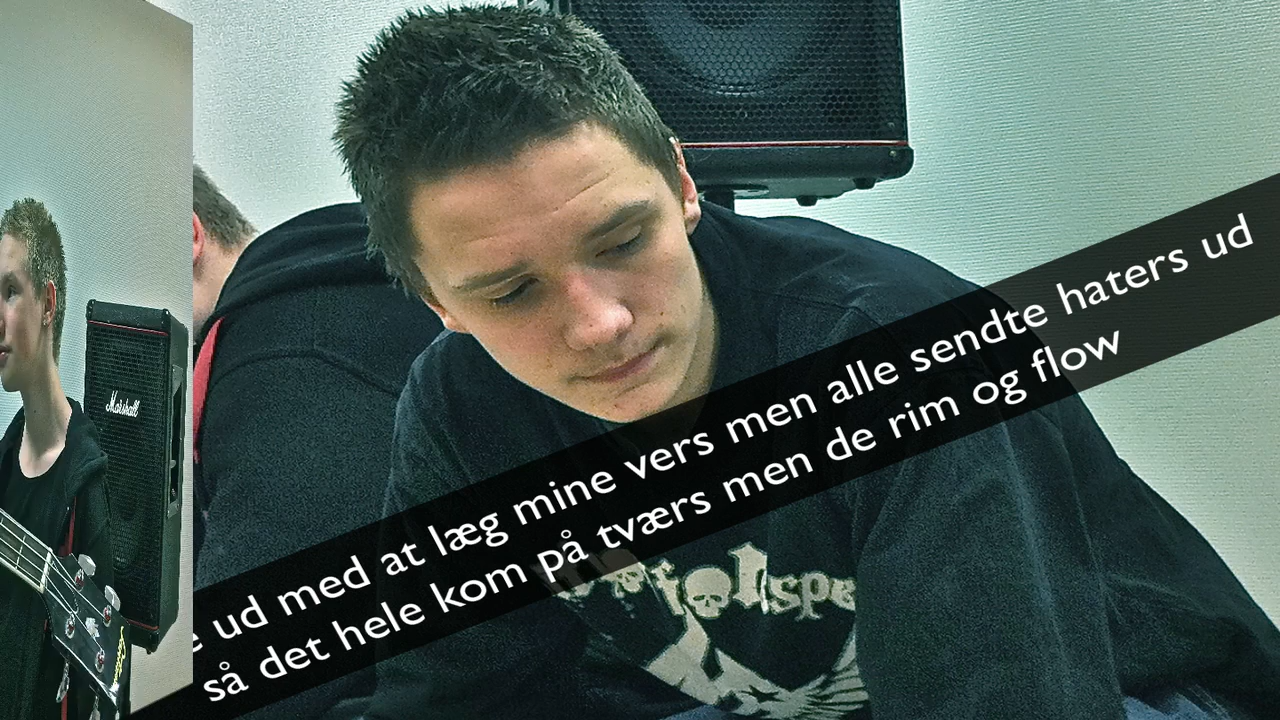 Marshall
ud med at læg mine vers men alle sendte haters ud
så det hele kom på tværs men de rim og flow